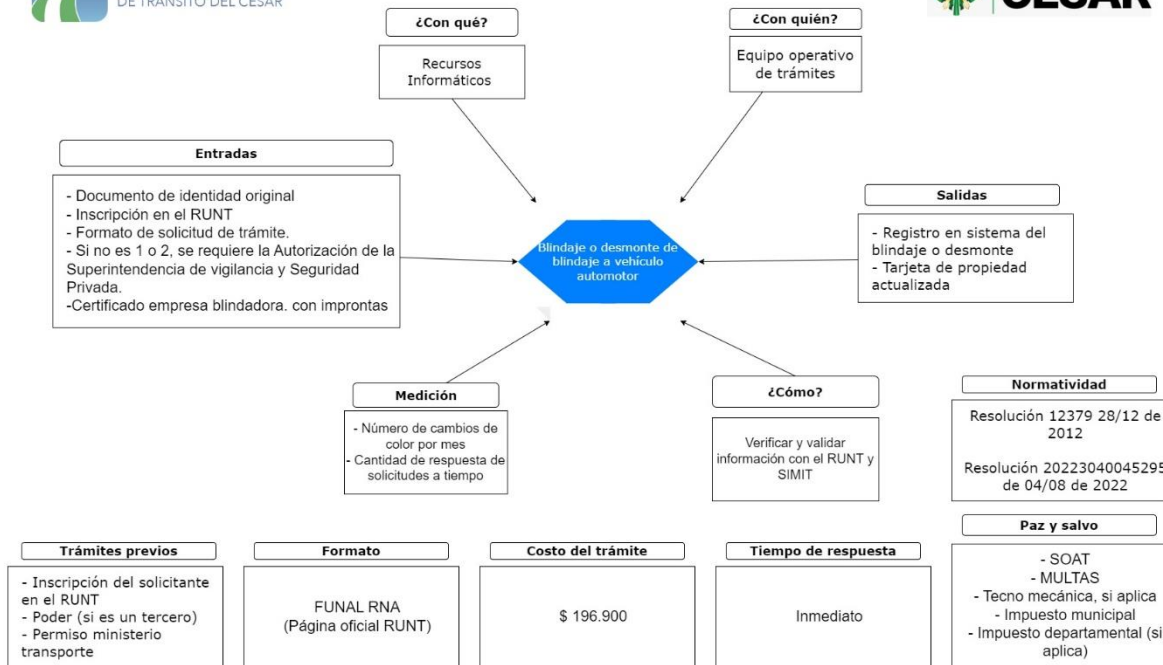 DE TRÁNSITO DEL CESAR
CESAR
¿Con qué?
Recursos
Informáticos
¿Con quién?
Equipo operativo
de trámites
Entradas
- Documento de identidad original
- Inscripción en el RUNT
- Formato de solicitud de trámite.
- Si no es 1 o 2, se requiere la Autorización de la
Superintendencia de vigilancia y Seguridad
Privada.
-Certificado empresa blindadora. con improntas
Blindaje o desmonte de
blindaje a vehículo
automotor
Salidas
- Registro en sistema del
blindaje o desmonte
- Tarjeta de propiedad
actualizada
Medición
- Número de cambios de
color por mes
- Cantidad de respuesta de
solicitudes a tiempo
¿Cómo?
Verificar y validar
información con el RUNT y
SIMIT
Normatividad
Resolución 12379 28/12 de
2012
Resolución 20223040045295
de 04/08 de 2022
Trámites previos
- Inscripción del solicitante
en el RUNT
- Poder (si es un tercero)
- Permiso ministerio
transporte
Formato
FUNAL RNA
(Página oficial RUNT)
Costo del trámite
$ 196.900
Tiempo de respuesta
Inmediato
Paz y salvo
- SOAT
- MULTAS
- Tecno mecánica, si aplica
- Impuesto municipal
- Impuesto departamental (si
aplica)